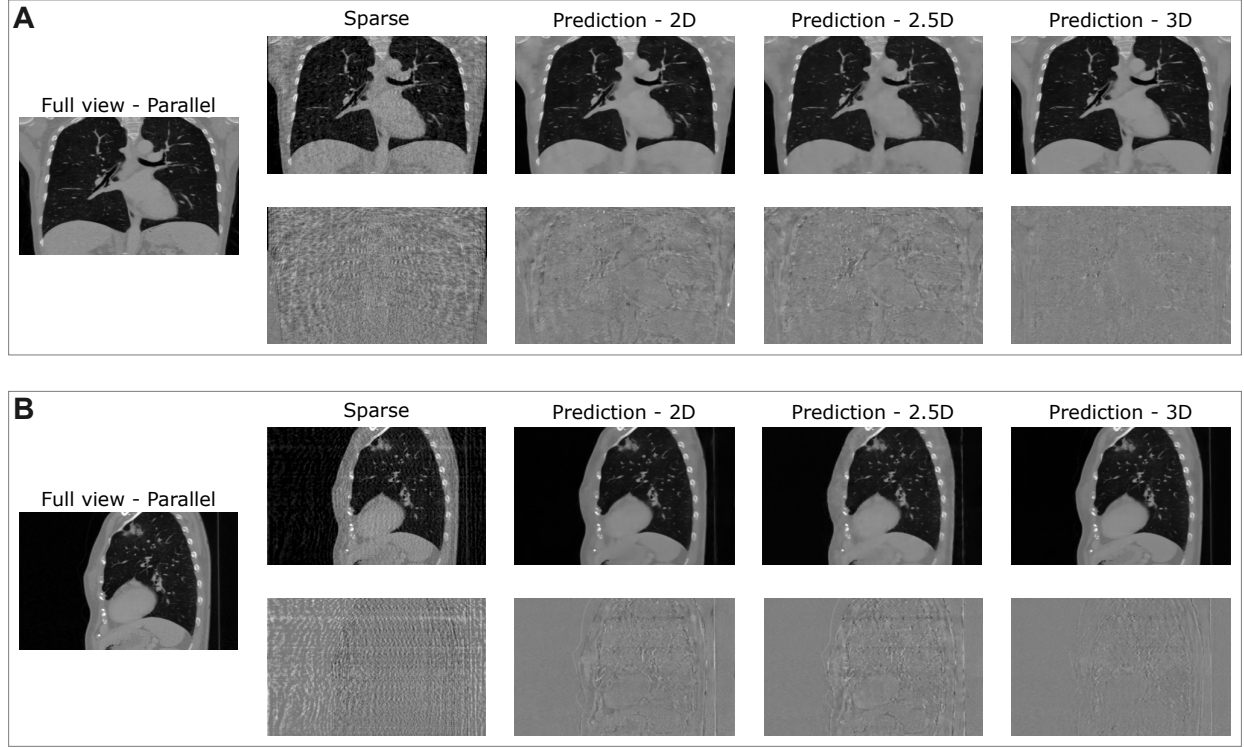 A
Sparse
Prediction - 2D
Prediction - 2.5D
Prediction - 3D
Full view - Parallel
B
Sparse
Prediction - 2D
Prediction - 2.5D
Prediction - 3D
Full view - Parallel